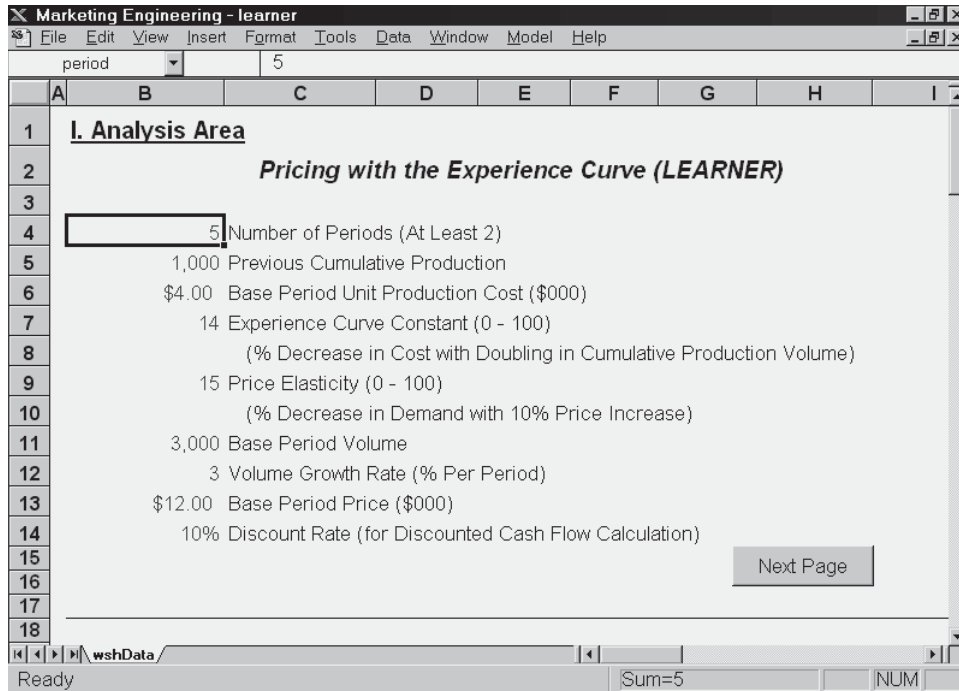 Marketing Engineering - learner
File Edit View Insert Format Tools Data Window Model Help
period 5
A B C D E F G H I
1 I. Analysis Area
2 Pricing with the Experience Curve (LEARNER)
3
4 5 Number of Periods (At Least 2)
5 1,000 Previous Cumulative Production
6 $4.00 Base Period Unit Production Cost ($000)
7 14 Experience Curve Constant (0 - 100)
8 (% Decrease in Cost with Doubling in Cumulative Production Volume)
9 15 Price Elasticity (0 - 100)
10 (% Decrease in Demand with 10% Price Increase)
11 3,000 Base Period Volume
12 3 Volume Growth Rate (% Per Period)
13 $12.00 Base Period Price ($000)
14 10% Discount Rate (for Discounted Cash Flow Calculation)
15
Next Page
16
17
18
wshData
Ready Sum=5 NUM